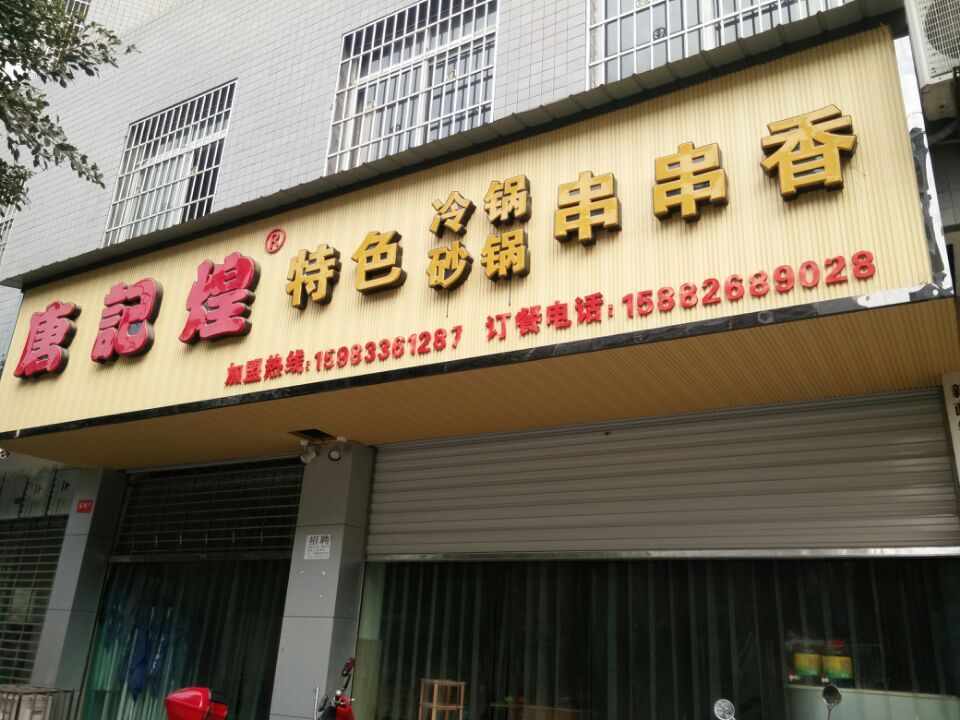 唐記煌® 特色 冷锅 串串香
砂锅
加盟热线:15983361287 订餐电话:15882689028
招聘